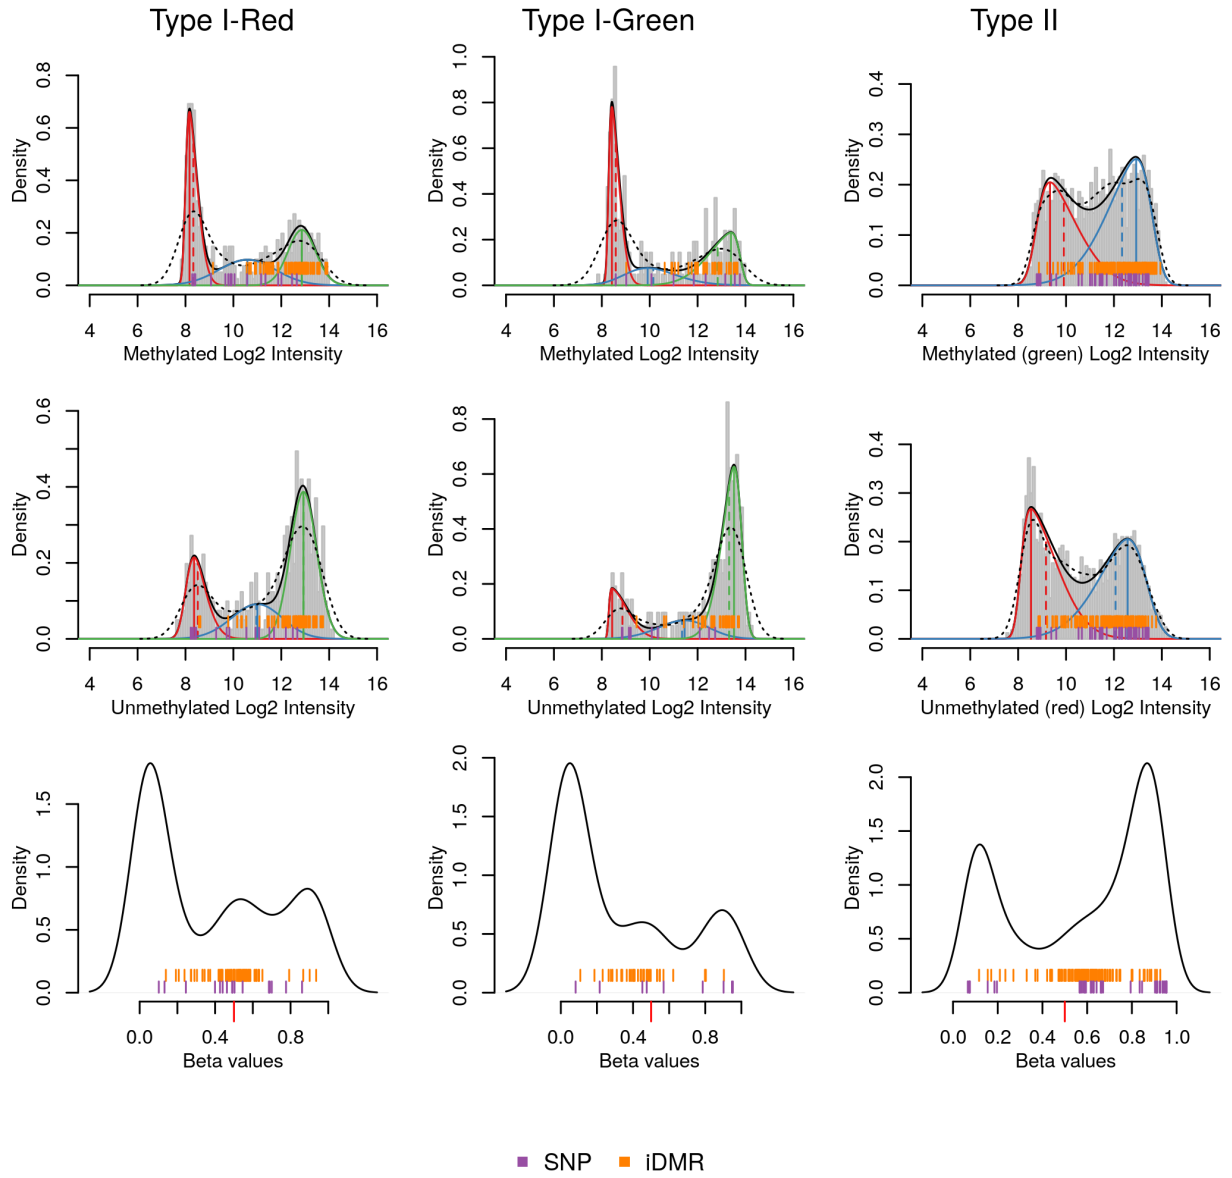 Type I-Red Type I-Green Type II
Density 0.0 0.2 0.4 0.6 0.8
4 6 8 10 12 14 16
Methylated Log2 Intensity
Density 0.0 0.2 0.4 0.6 0.8 1.0
4 6 8 10 12 14 16
Methylated Log2 Intensity
Density 0.0 0.1 0.2 0.3 0.4
4 6 8 10 12 14 16
Methylated (green) Log2 Intensity
Density 0.0 0.2 0.4 0.6
4 6 8 10 12 14 16
Unmethylated Log2 Intensity
Density 0.0 0.2 0.4 0.6 0.8
4 6 8 10 12 14 16
Unmethylated Log2 Intensity
Density 0.0 0.1 0.2 0.3 0.4
4 6 8 10 12 14 16
Unmethylated (red) Log2 Intensity
Density 0.0 0.5 1.0 1.5
0.0 0.4 0.8
Beta values
Density 0.0 0.5 1.0 1.5 2.0
0.0 0.4 0.8
Beta values
Density 0.0 0.5 1.0 1.5 2.0
0.0 0.2 0.4 0.6 0.8 1.0
Beta values
SNP iDMR